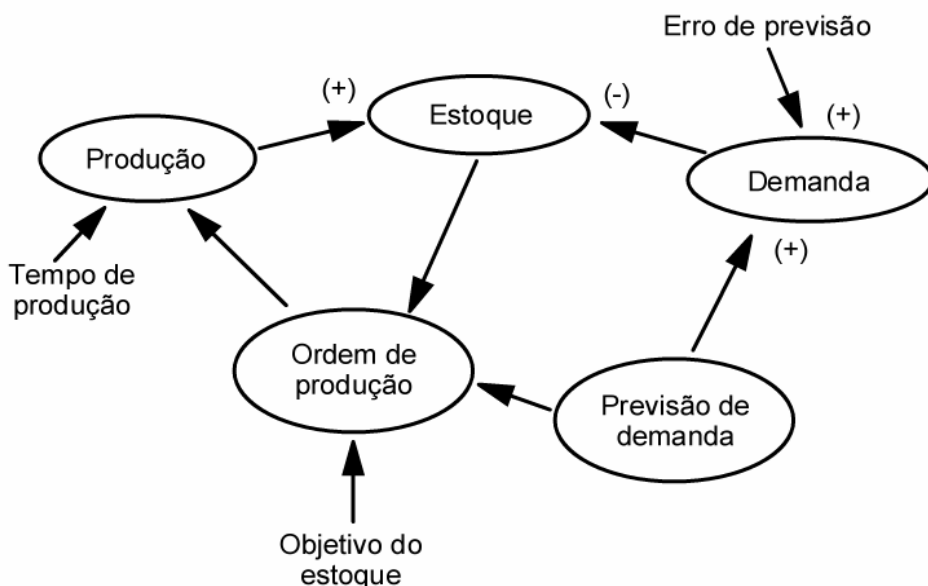 Erro de previsão
(+)
Estoque
(-)
(+)
Produção
Demanda
(+)
Tempo de
produção
Ordem de
produção
Previsão de
demanda
Objetivo do
estoque